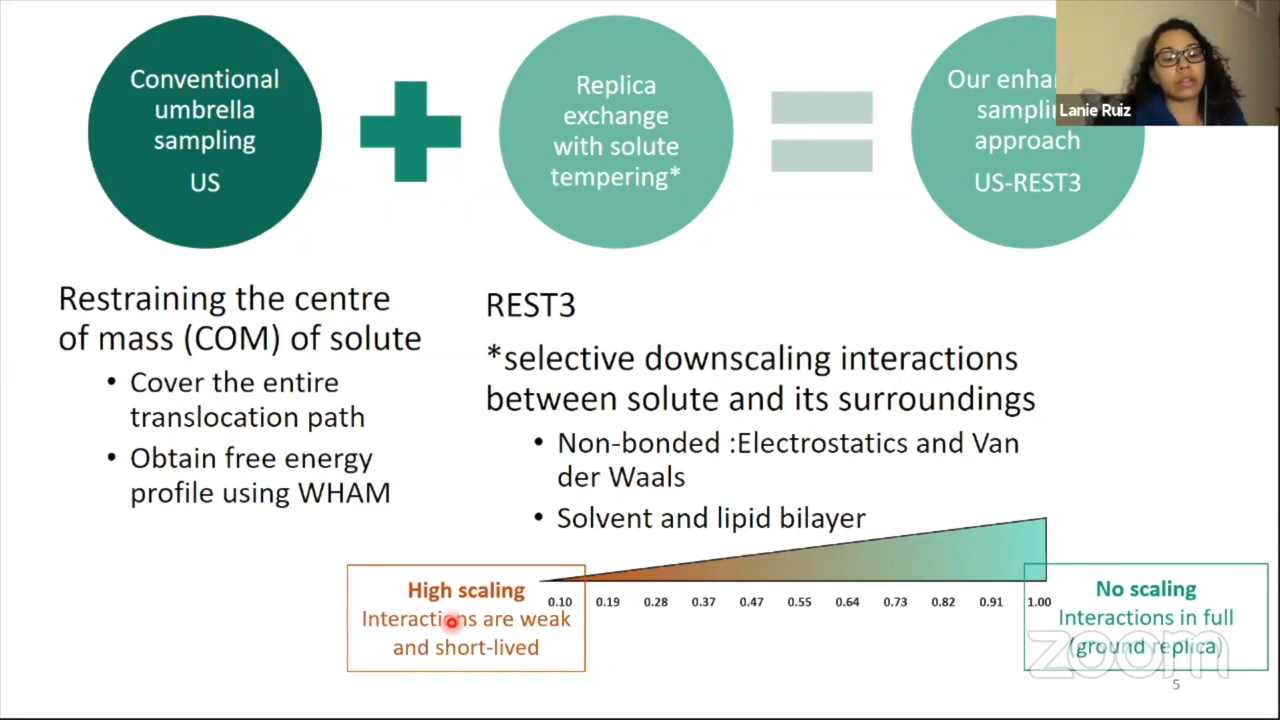 Conventional
umbrella
sampling
US
Replica
exchange
with solute
tempering*
Our
sampling
approach
US-REST3
Lanie Ruiz
Restraining the centre
of mass (COM) of solute
• Cover the entire
translocation path
• Obtain free energy
profile using WHAM
REST3
*selective downscaling interactions
between solute and its surroundings
• Non-bonded :Electrostatics and Van
der Waals
• Solvent and lipid bilayer
High scaling
Interactions are weak
and short-lived
0.10 0.19 0.28 0.37 0.47 0.55 0.64 0.73 0.82 0.91 1.00
No scaling
Interactions in full
(ground replica)
zoom
5